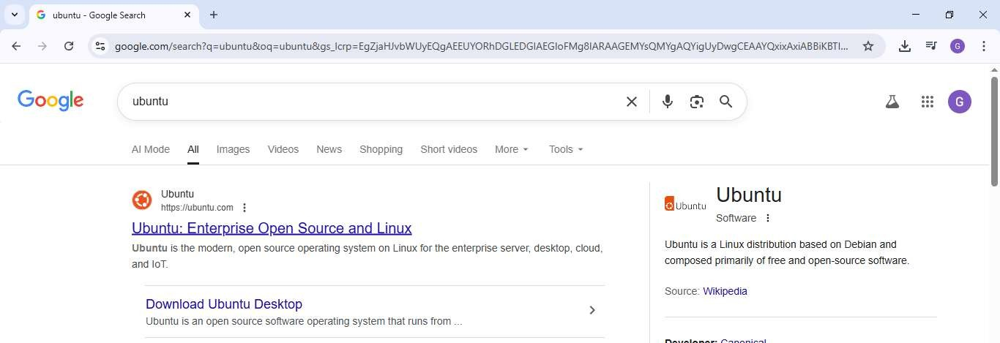 ubuntu - Google Search
google.com/search?q=ubuntu&oq=ubuntu&gs_lcrp=EgZjaHJvbWUyEQgAEEUYORhDGLEDGIAEGIoFMg8IARAAGEMYsQMYgAQYigUyDwgCEAAYQxixAxiABBiKBTI...
G
Google
ubuntu
G
AI Mode
All
Images
Videos
News
Shopping
Short videos
More
Tools
Ubuntu
https://ubuntu.com
Ubuntu: Enterprise Open Source and Linux
Ubuntu is the modern, open source operating system on Linux for the enterprise server, desktop, cloud,
and IoT.
Download Ubuntu Desktop
Ubuntu is an open source software operating system that runs from ...
Ubuntu
Ubuntu
Software
Ubuntu is a Linux distribution based on Debian and
composed primarily of free and open-source software.
Source: Wikipedia
Developer: Canonical